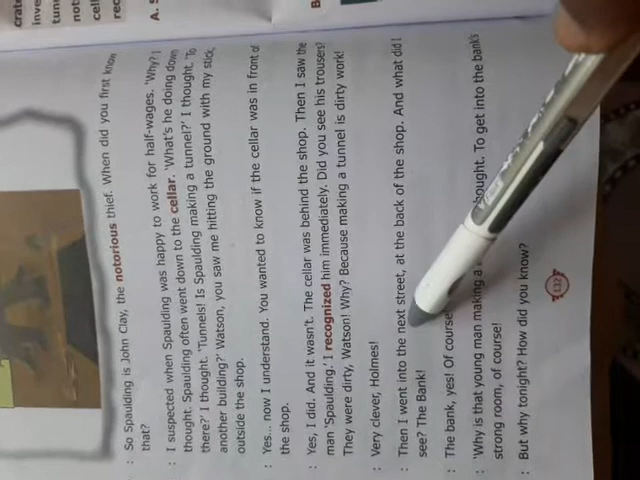 crate
inve
tun
not
cell
rec
A.
B
: So Spaulding is John Clay, the notorious thief. When did you first know
that?
: I suspected when Spaulding was happy to work for half-wages. 'Why?' I
thought. Spaulding often went down to the cellar. 'What's he doing down
there?' I thought. 'Tunnels! Is Spaulding making a tunnel?' I thought. 'To
another building?' Watson, you saw me hitting the ground with my stick,
outside the shop.
: Yes... now I understand. You wanted to know if the cellar was in front of
the shop.
: Yes, I did. And it wasn't. The cellar was behind the shop. Then I saw the
man 'Spaulding.' I recognized him immediately. Did you see his trousers?
They were dirty, Watson! Why? Because making a tunnel is dirty work!
: Very clever, Holmes!
: Then I went into the next street, at the back of the shop. And what did I
see? The Bank!
: The bank, yes! Of course
: 'Why is that young man making a thought. To get into the bank's
strong room, of course!
: But why tonight? How did you know?
132